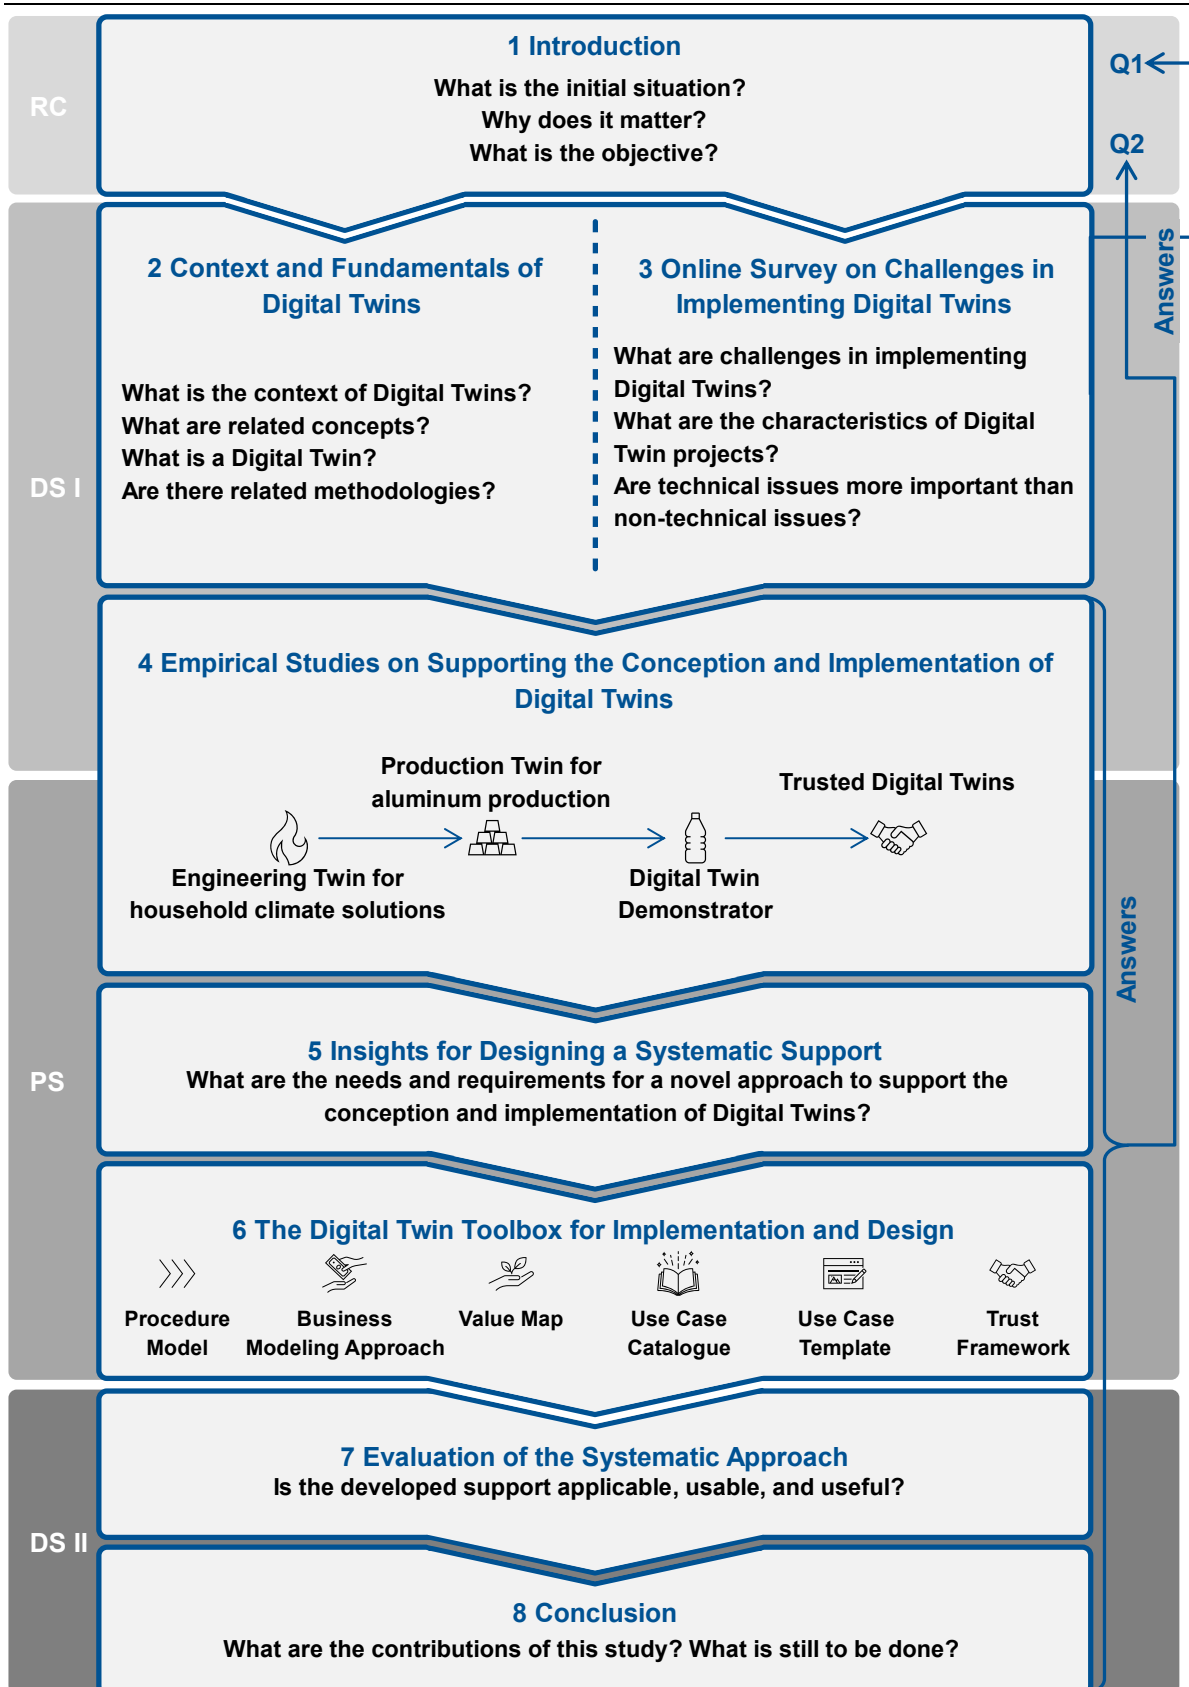 RC
1 Introduction
What is the initial situation?
Why does it matter?
What is the objective?
Q1
Q2
Answers
DS I
2 Context and Fundamentals of
Digital Twins
What is the context of Digital Twins?
What are related concepts?
What is a Digital Twin?
Are there related methodologies?
3 Online Survey on Challenges in
Implementing Digital Twins
What are challenges in implementing
Digital Twins?
What are the characteristics of Digital
Twin projects?
Are technical issues more important than
non-technical issues?
4 Empirical Studies on Supporting the Conception and Implementation of
Digital Twins
Production Twin for
aluminum production
Trusted Digital Twins
Engineering Twin for
household climate solutions
Digital Twin
Demonstrator
Answers
PS
5 Insights for Designing a Systematic Support
What are the needs and requirements for a novel approach to support the
conception and implementation of Digital Twins?
6 The Digital Twin Toolbox for Implementation and Design
Procedure
Model
Business
Modeling Approach
Value Map
Use Case
Catalogue
Use Case
Template
Trust
Framework
DS II
7 Evaluation of the Systematic Approach
Is the developed support applicable, usable, and useful?
8 Conclusion
What are the contributions of this study? What is still to be done?